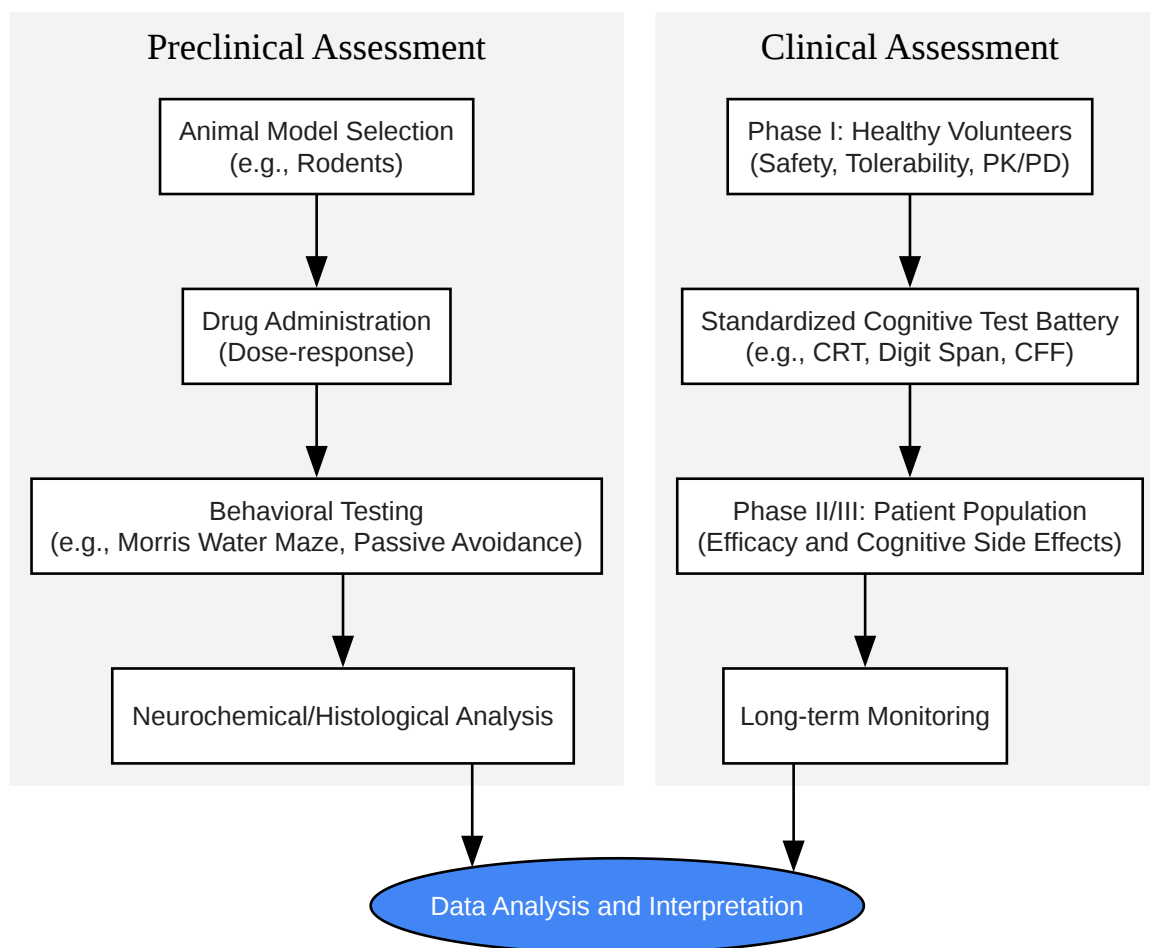 Preclinical Assessment
Animal Model Selection
(e.g., Rodents)
Drug Administration
(Dose-response)
Behavioral Testing
(e.g., Morris Water Maze, Passive Avoidance)
Neurochemical/Histological Analysis
Clinical Assessment
Phase I: Healthy Volunteers
(Safety, Tolerability, PK/PD)
Standardized Cognitive Test Battery
(e.g., CRT, Digit Span, CFF)
Phase II/III: Patient Population
(Efficacy and Cognitive Side Effects)
Long-term Monitoring
Data Analysis and Interpretation